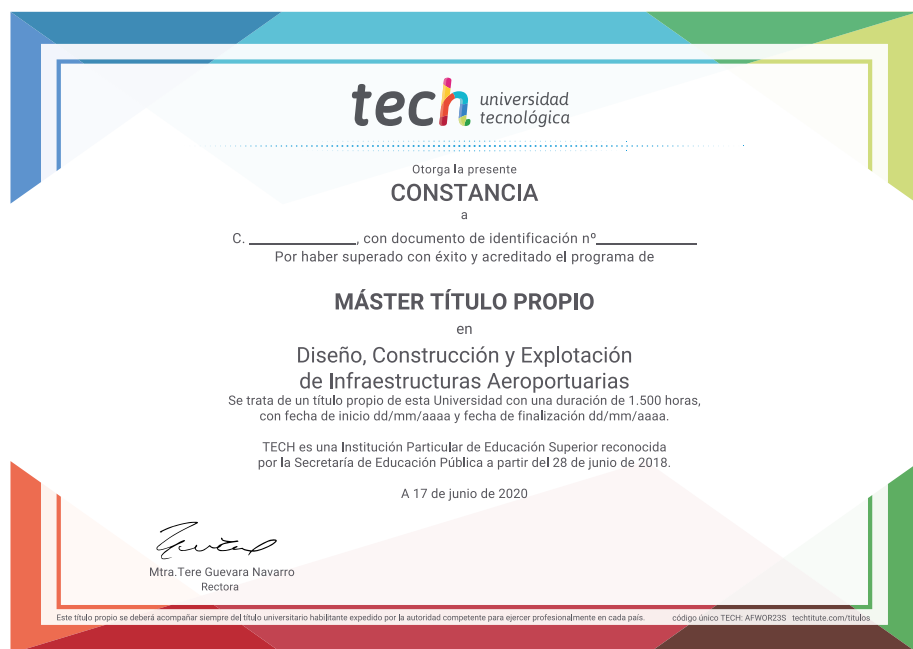 tech universidad
tecnológica
Otorga la presente
CONSTANCIA
a
C. ____________, con documento de identificación nº____________
Por haber superado con éxito y acreditado el programa de
MÁSTER TÍTULO PROPIO
en
Diseño, Construcción y Explotación
de Infraestructuras Aeroportuarias
Se trata de un título propio de esta Universidad con una duración de 1.500 horas,
con fecha de inicio dd/mm/aaaa y fecha de finalización dd/mm/aaaa.
TECH es una Institución Particular de Educación Superior reconocida
por la Secretaría de Educación Pública a partir del 28 de junio de 2018.
A 17 de junio de 2020
Mtra.Tere Guevara Navarro
Rectora
Este título propio se deberá acompañar siempre del título universitario habilitante expedido por la autoridad competente para ejercer profesionalmente en cada país. código único TECH: AFWOR23S techtitute.com/titulos